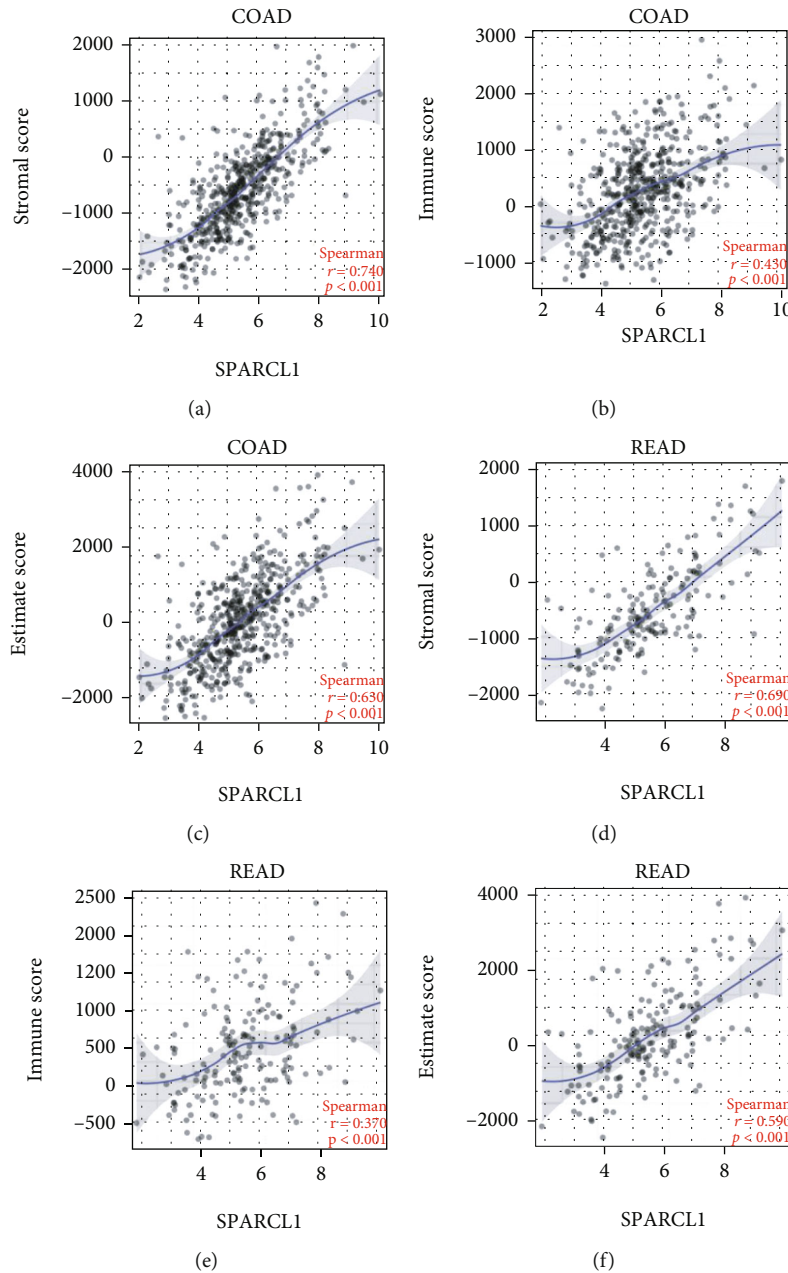 COAD
Stromal score
2000
1000
0
−1000
−2000
Spearman
r = 0:740
p < 0.001
2 4 6 8 10
SPARCL1
(a)
COAD
Immune score
3000
2000
1000
0
−1000
Spearman
r = 0:430
p < 0.001
2 4 6 8 10
SPARCL1
(b)
COAD
Estimate score
4000
2000
0
−2000
Spearman
r = 0:630
p < 0.001
2 4 6 8 10
SPARCL1
(c)
READ
Stromal score
2000
1000
0
−1000
−2000
Spearman
r = 0:690
p < 0.001
4 6 8
SPARCL1
(d)
READ
Immune score
2500
2000
1200
1000
500
0
−500
Spearman
r = 0:370
p < 0.001
4 6 8
SPARCL1
(e)
READ
Estimate score
4000
2000
0
−2000
Spearman
r = 0:590
p < 0.001
4 6 8
SPARCL1
(f)